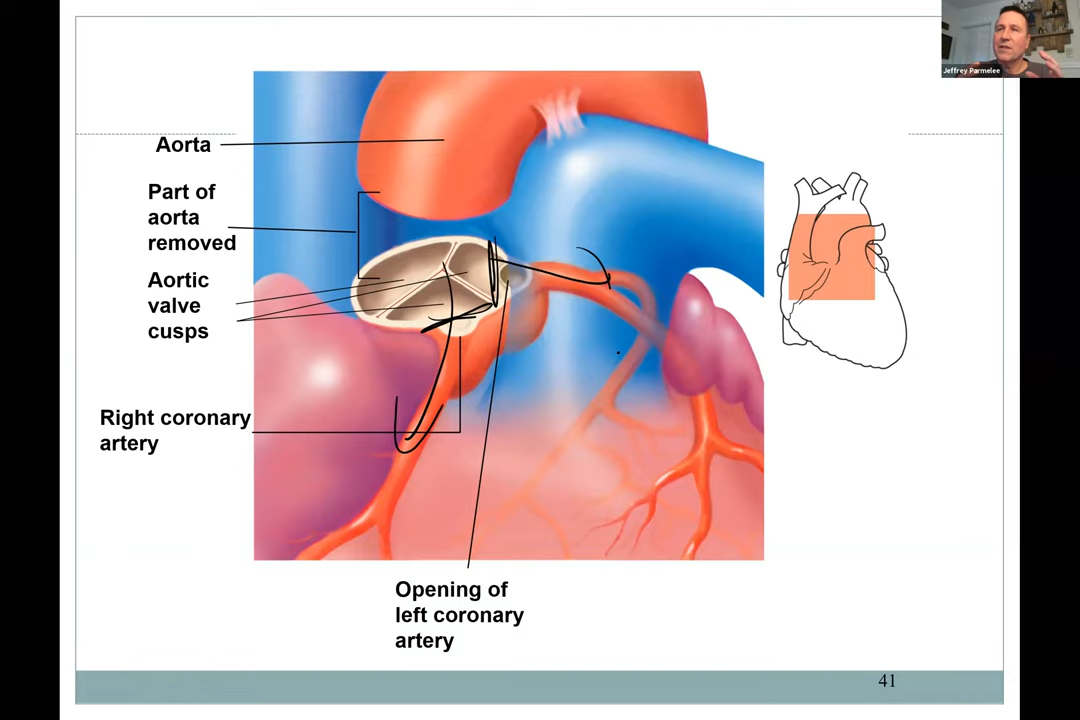 Jeffrey Parmelee
Aorta
Part of
aorta
removed
Aortic
valve
cusps
Right coronary
artery
Opening of
left coronary
artery
41